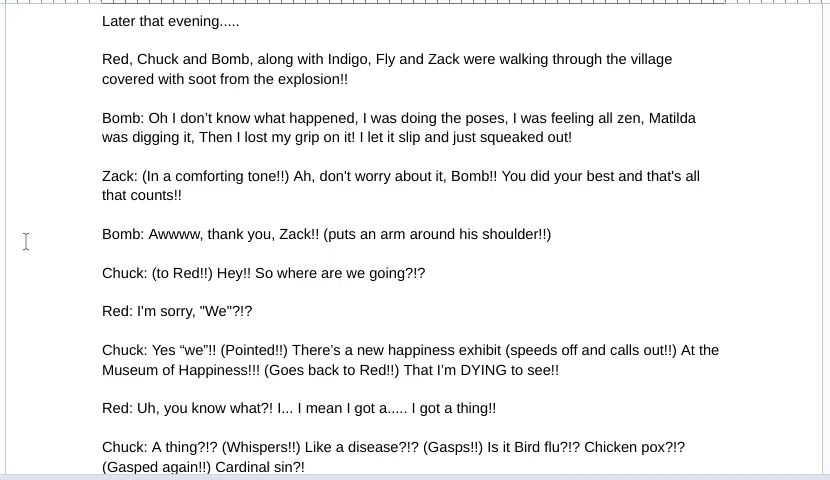 Later that evening.....
Red, Chuck and Bomb, along with Indigo, Fly and Zack were walking through the village
covered with soot from the explosion!!
Bomb: Oh I don’t know what happened, I was doing the poses, I was feeling all zen, Matilda
was digging it, Then I lost my grip on it! I let it slip and just squeaked out!
Zack: (In a comforting tone!!) Ah, don't worry about it, Bomb!! You did your best and that's all
that counts!!
Bomb: Awwww, thank you, Zack!! (puts an arm around his shoulder!!)
Chuck: (to Red!!) Hey!! So where are we going?!?
Red: I'm sorry, "We"?!?
Chuck: Yes “we”!! (Pointed!!) There’s a new happiness exhibit (speeds off and calls out!!) At the
Museum of Happiness!!! (Goes back to Red!!) That I’m DYING to see!!
Red: Uh, you know what?! I... I mean I got a..... I got a thing!!
Chuck: A thing?!? (Whispers!!) Like a disease?!? (Gasps!!) Is it Bird flu?!? Chicken pox?!?
(Gasped again!!) Cardinal sin?!